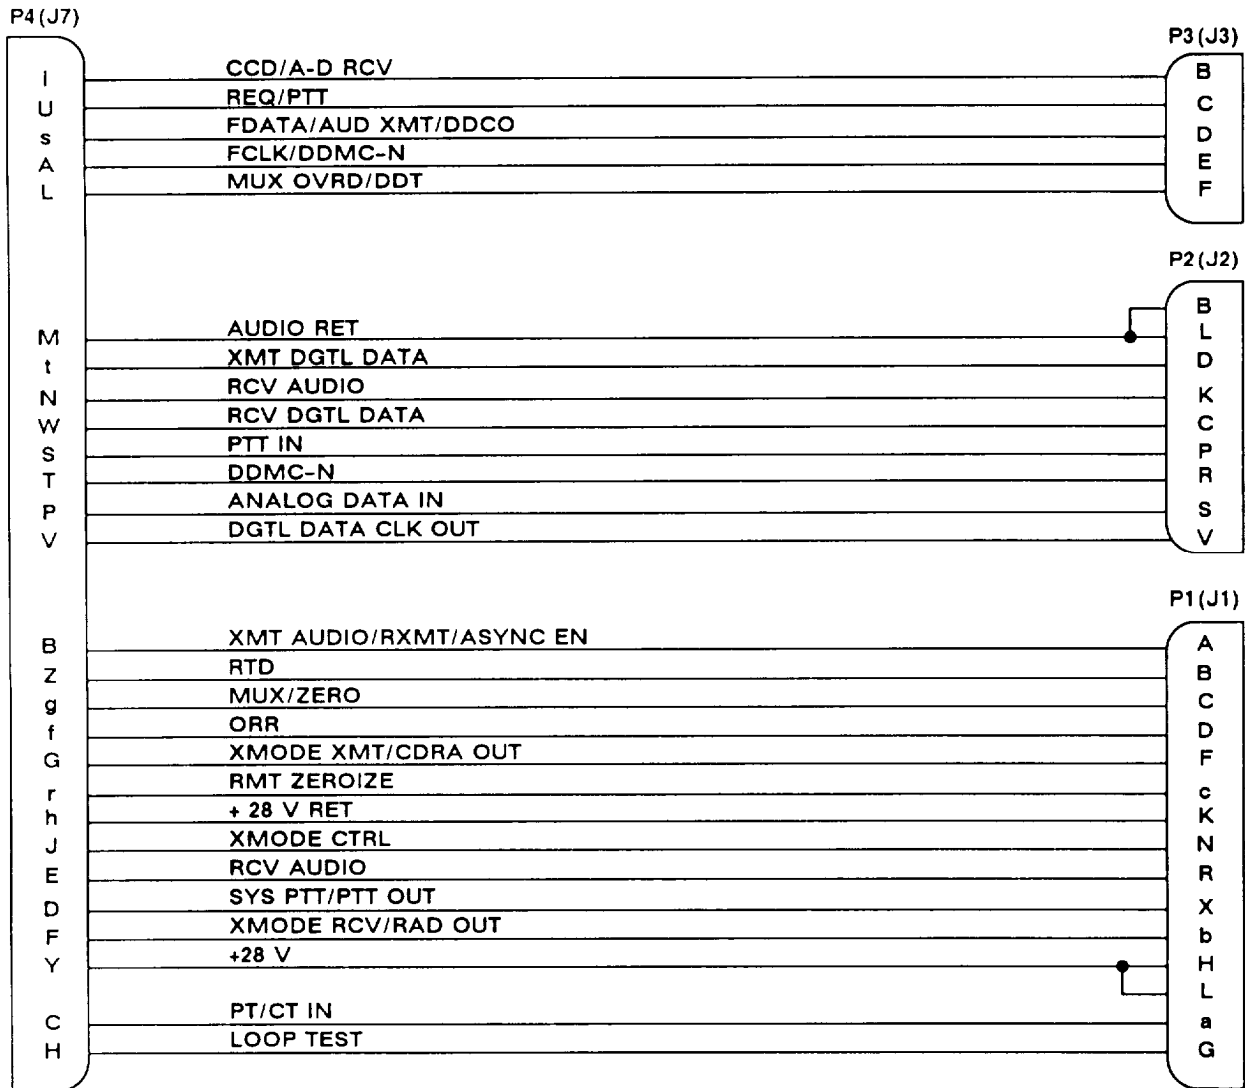 P4(J7)
P3(J3)
I CCD/A-D RCV B
U REQ/PTT C
s FDATA/AUD XMT/DDCO D
A FCLK/DDMC-N E
L MUX OVRD/DDT F
P2(J2)
B
M AUDIO RET L
t XMT DGTL DATA D
N RCV AUDIO K
W RCV DGTL DATA C
S PTT IN P
T DDMC-N R
P ANALOG DATA IN S
V DGTL DATA CLK OUT V
P1(J1)
B XMT AUDIO/RXMT/ASYNC EN A
Z RTD B
g MUX/ZERO C
f ORR D
G XMODE XMT/CDRA OUT F
r RMT ZEROIZE c
h + 28 V RET K
J XMODE CTRL N
E RCV AUDIO R
D SYS PTT/PTT OUT X
F XMODE RCV/RAD OUT b
Y +28 V H
L
C PT/CT IN a
H LOOP TEST G